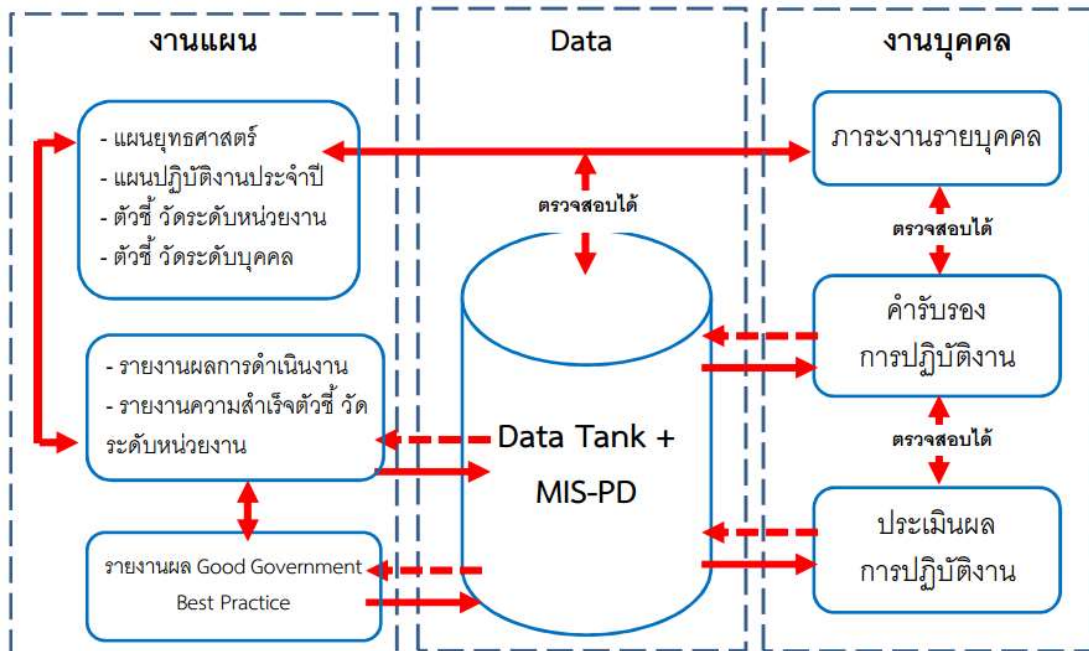 งานแผน
- แผนยุทธศาสตร์
- แผนปฏิบัติงานประจำปี
- ตัวชี้ วัดระดับหน่วยงาน
- ตัวชี้ วัดระดับบุคคล
- รายงานผลการดำเนินงาน
- รายงานความสำเร็จตัวชี้ วัด
ระดับหน่วยงาน
รายงานผล Good Government
Best Practice
Data
ตรวจสอบได้
Data Tank +
MIS-PD
งานบุคคล
ภาระงานรายบุคคล
ตรวจสอบได้
คำรับรอง
การปฏิบัติงาน
ตรวจสอบได้
ประเมินผล
การปฏิบัติงาน